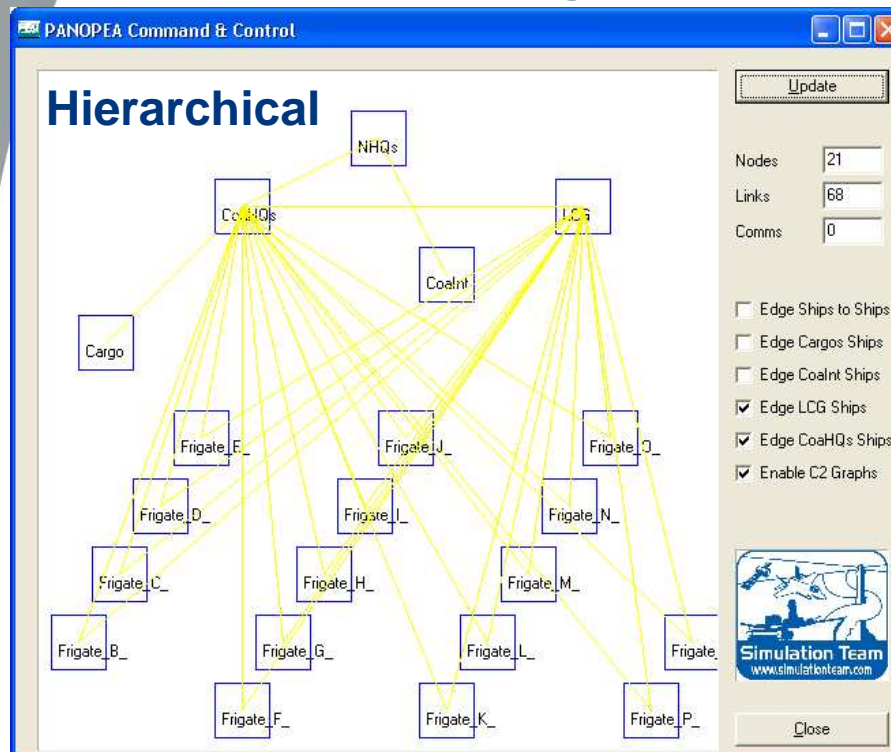 PANOPEA Command & Control
Hierarchical
NHQs
CoaHQs
LCG
CoaInt
Cargo
Frigate_E_
Frigate_J_
Frigate_O_
Frigate_D_
Frigate_I_
Frigate_N_
Frigate_C_
Frigate_H_
Frigate_M_
Frigate_B_
Frigate_G_
Frigate_L_
Frigate_
Frigate_F_
Frigate_K_
Frigate_P_
Update
Nodes 21
Links 68
Comms 0
Edge Ships to Ships
Edge Cargos Ships
Edge CoaInt Ships
Edge LCG Ships
Edge CoaHQs Ships
Enable C2 Graphs
Simulation Team
www.simulationteam.com
Close